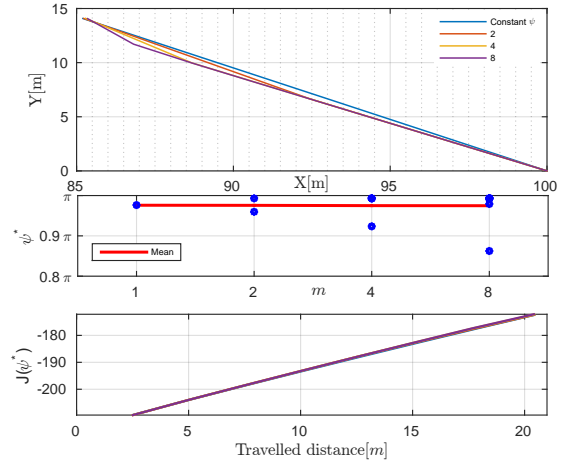 15
10
5
0
Y[m]
Constant ψ
2
4
8
85
90
95
100
X[m]
π
0.9 π
0.8 π
ψ*
Mean
1
2
4
8
m
-180
-190
-200
J(ψ*)
0
5
10
15
20
Travelled distance[m]